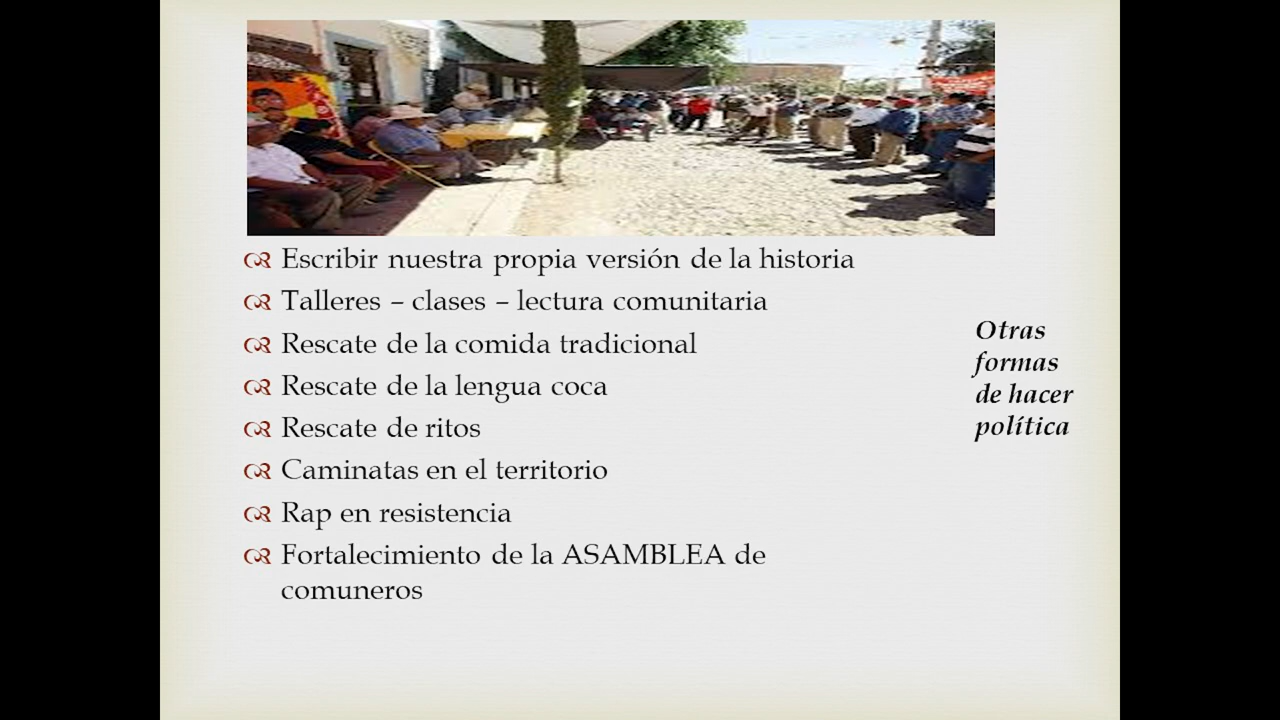 Escribir nuestra propia versión de la historia
Talleres – clases – lectura comunitaria
Rescate de la comida tradicional
Rescate de la lengua coca
Rescate de ritos
Caminatas en el territorio
Rap en resistencia
Fortalecimiento de la ASAMBLEA de
comuneros
Otras
formas
de hacer
política